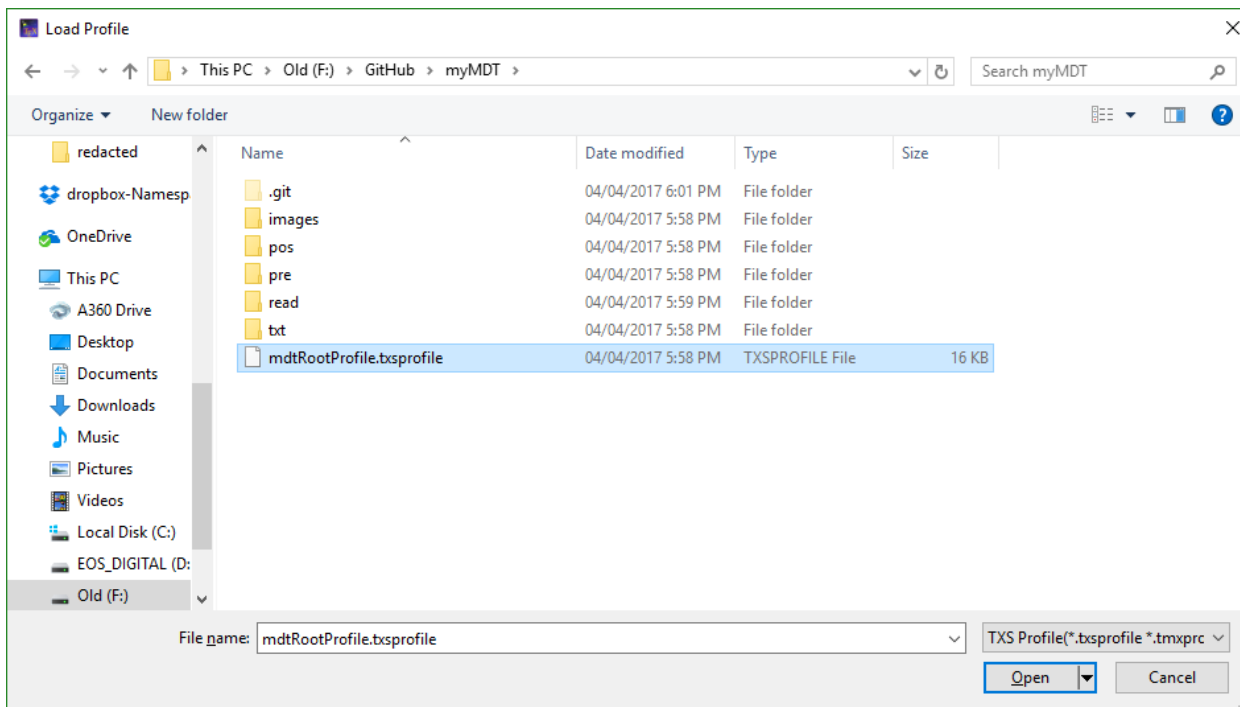 Load Profile
This PC > Old (F:) > GitHub > myMDT >
Search myMDT
Organize
New folder
redacted
dropbox-Namesp
OneDrive
This PC
A360 Drive
Desktop
Documents
Downloads
Music
Pictures
Videos
Local Disk (C:)
EOS_DIGITAL (D:
Old (F:)
Name Date modified Type Size
.git 04/04/2017 6:01 PM File folder
images 04/04/2017 5:58 PM File folder
pos 04/04/2017 5:58 PM File folder
pre 04/04/2017 5:58 PM File folder
read 04/04/2017 5:59 PM File folder
txt 04/04/2017 5:58 PM File folder
mdtRootProfile.txsprofile 04/04/2017 5:58 PM TXSPROFILE File 16 KB
File name: mdtRootProfile.txsprofile
TXS Profile(*.txsprofile *.tmxprc
Open
Cancel